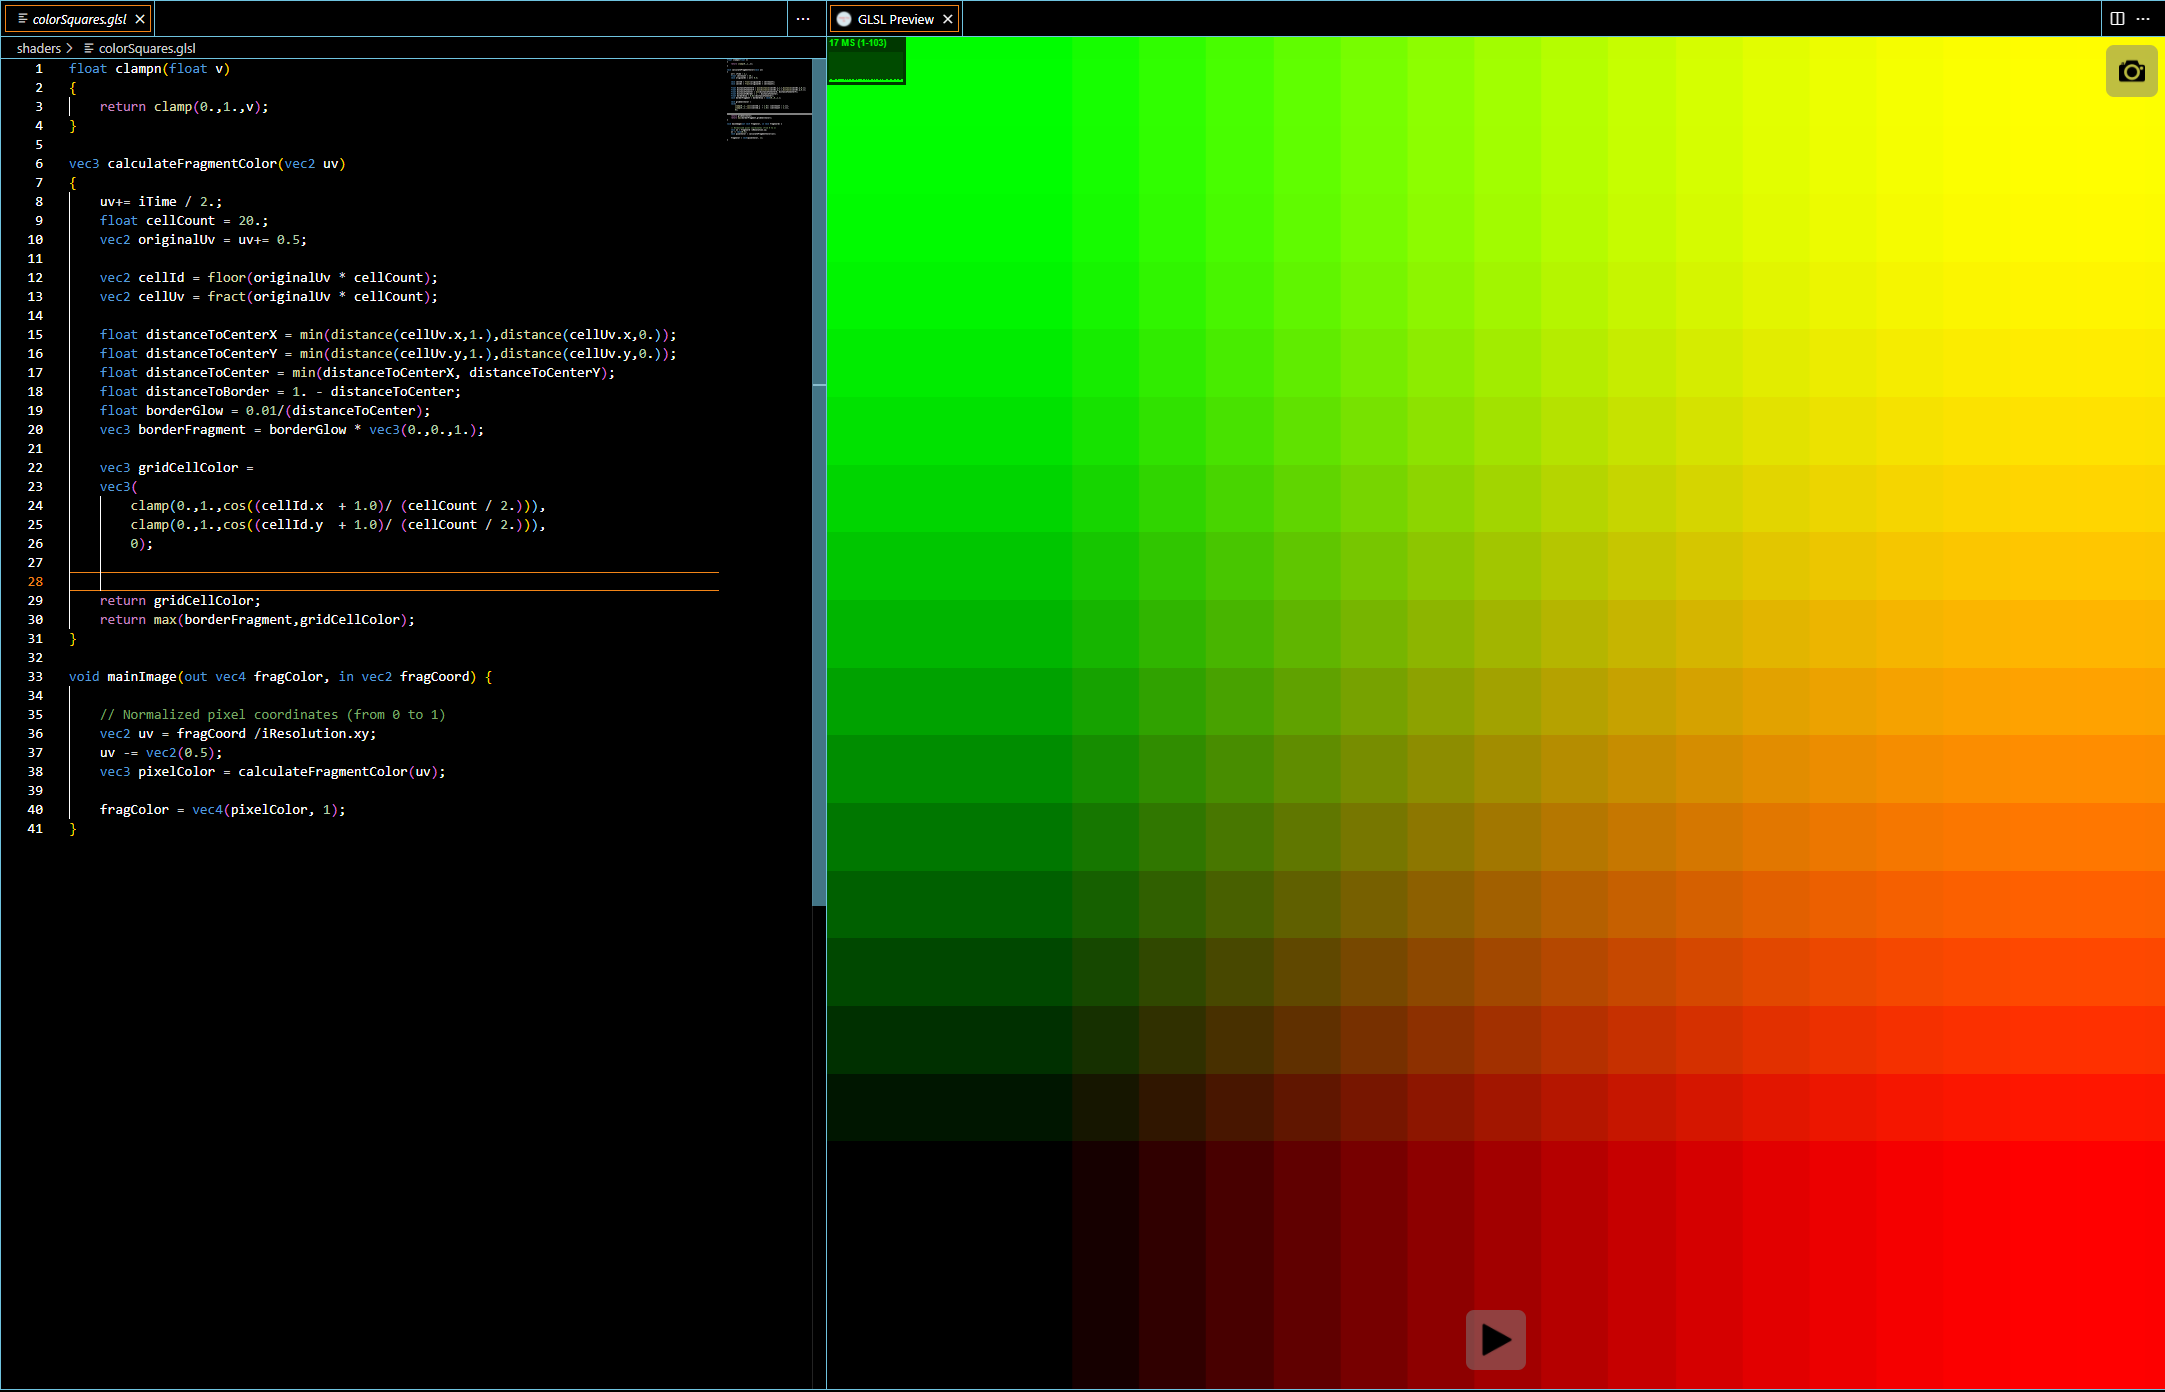 colorSquares.glsl
shaders > colorSquares.glsl
1 float clampn(float v)
2 {
3     return clamp(0.,1.,v);
4 }
5
6 vec3 calculateFragmentColor(vec2 uv)
7 {
8     uv+= iTime / 2.;
9     float cellCount = 20.;
10     vec2 originalUv = uv+= 0.5;
11
12     vec2 cellId = floor(originalUv * cellCount);
13     vec2 cellUv = fract(originalUv * cellCount);
14
15     float distanceToCenterX = min(distance(cellUv.x,1.),distance(cellUv.x,0.));
16     float distanceToCenterY = min(distance(cellUv.y,1.),distance(cellUv.y,0.));
17     float distanceToCenter = min(distanceToCenterX, distanceToCenterY);
18     float distanceToBorder = 1. - distanceToCenter;
19     float borderGlow = 0.01/(distanceToCenter);
20     vec3 borderFragment = borderGlow * vec3(0.,0.,1.);
21
22     vec3 gridCellColor =
23     vec3(
24         clamp(0.,1.,cos((cellId.x  + 1.0)/ (cellCount / 2.))),
25         clamp(0.,1.,cos((cellId.y  + 1.0)/ (cellCount / 2.))),
26         0);
27
28
29     return gridCellColor;
30     return max(borderFragment,gridCellColor);
31 }
32
33 void mainImage(out vec4 fragColor, in vec2 fragCoord) {
34
35     // Normalized pixel coordinates (from 0 to 1)
36     vec2 uv = fragCoord /iResolution.xy;
37     uv -= vec2(0.5);
38     vec3 pixelColor = calculateFragmentColor(uv);
39
40     fragColor = vec4(pixelColor, 1);
41 }
GLSL Preview
17 MS (1-103)